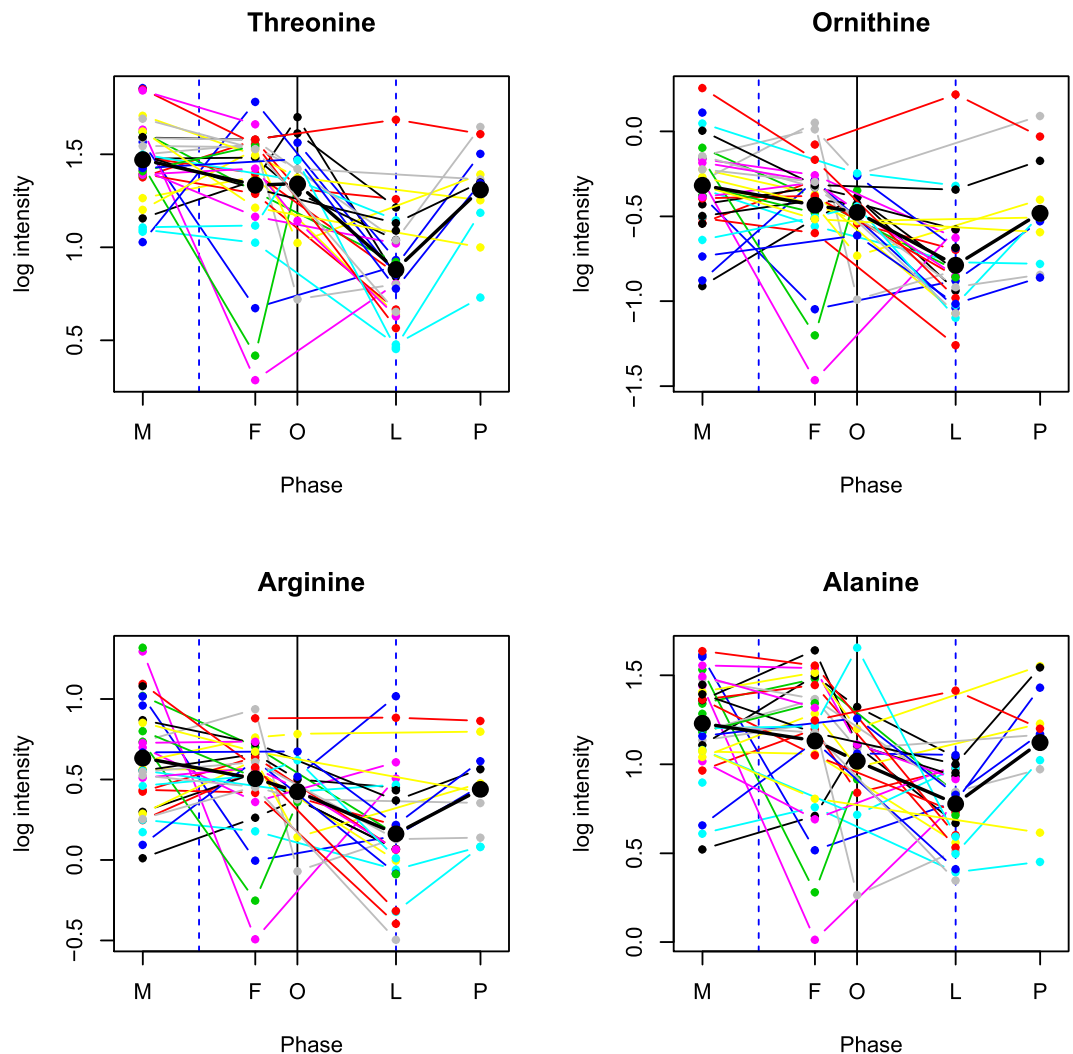 Threonine
log intensity
1.5
1.0
0.5
M F O L P
Phase
Ornithine
log intensity
0.0
−0.5
−1.0
−1.5
M F O L P
Phase
Arginine
log intensity
1.0
0.5
0.0
−0.5
M F O L P
Phase
Alanine
log intensity
1.5
1.0
0.5
0.0
M F O L P
Phase